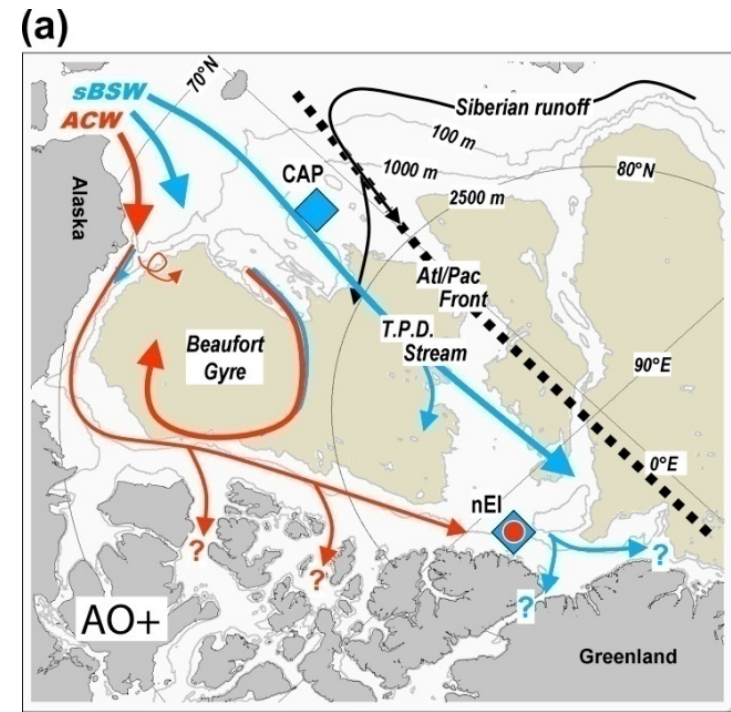 (a)
sBSW
ACW
70°N
Siberian runoff
100 m
1000 m
80°N
2500 m
CAP
Alaska
Atl/Pac
Front
T.P.D.
Stream
Beaufort
Gyre
90°E
0°E
nEI
?
?
?
?
AO+
Greenland